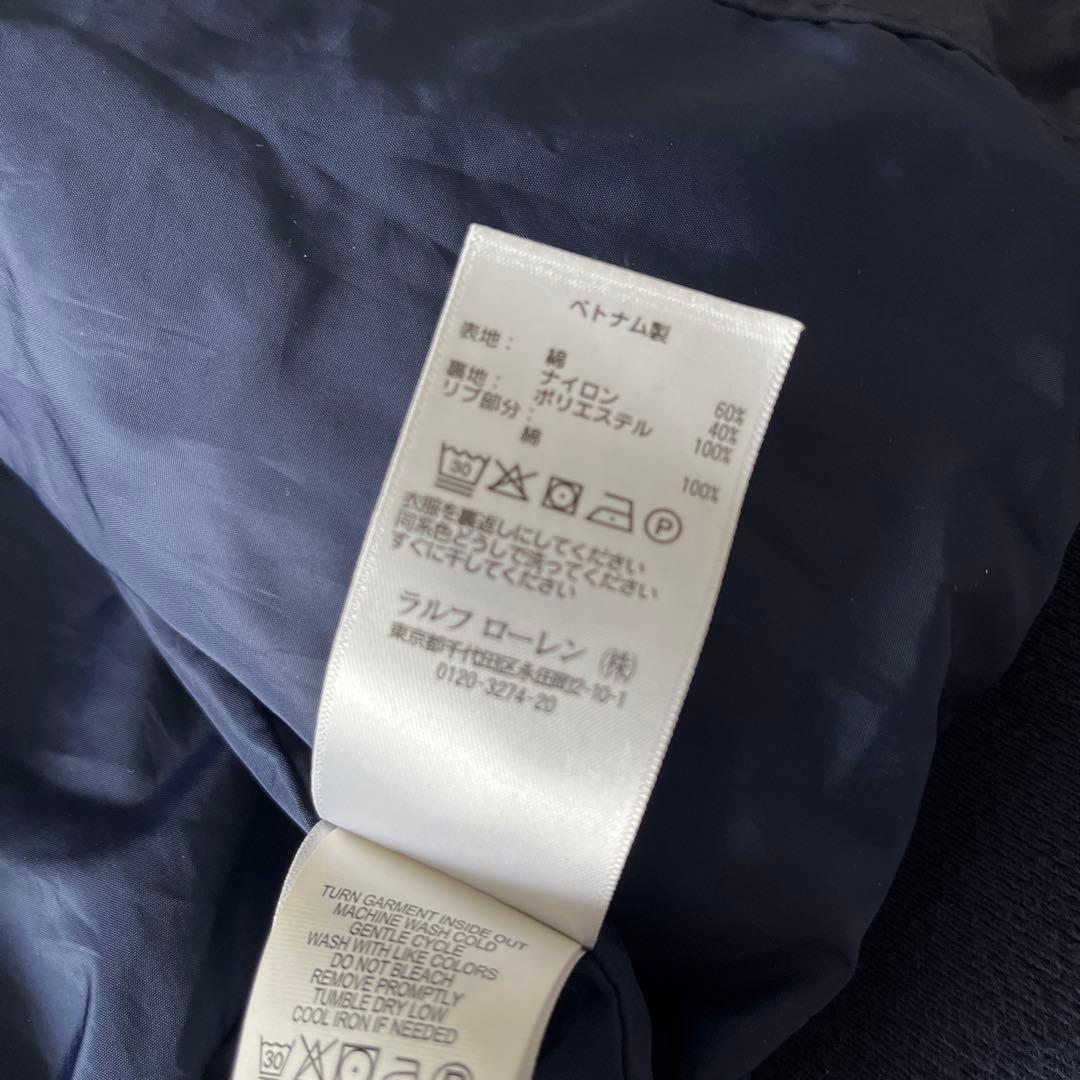 ベトナム製
表地: 綿 60%
ナイロン 40%
裏地: ポリエステル 100%
リブ部分:
綿 100%
30 P
衣服を裏返しにしてください
同系色どうしで洗ってください
すぐに干してください
ラルフ ローレン (株)
東京都千代田区永田町2-10-1
0120-3274-20
TURN GARMENT INSIDE OUT
MACHINE WASH COLD
GENTLE CYCLE
WASH WITH LIKE COLORS
DO NOT BLEACH
REMOVE PROMPTLY
TUMBLE DRY LOW
COOL IRON IF NEEDED
30